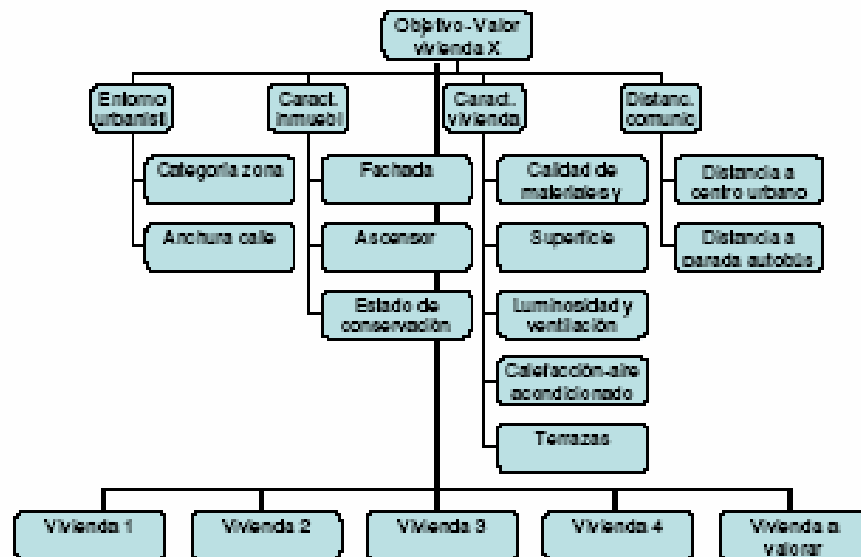 Objetivo-Valor
vivienda X
Entorno
urbanísti
Caract.
inmuebl
Caract.
vivienda
Distanc.
comunic
Categoría zona
Fachada
Calidad de
materiales y
Distancia a
centro urbano
Anchura calle
Ascensor
Superficie
Distancia a
parada autobús
Estado de
conservación
Luminosidad y
ventilación
Calefacción-aire
acondicionado
Terrazas
Vivienda 1
Vivienda 2
Vivienda 3
Vivienda 4
Vivienda a
valorar